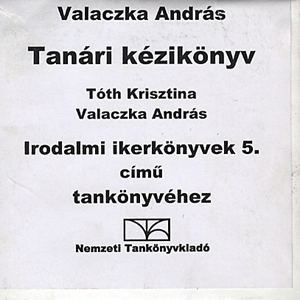 Valaczka András
Tanári kézikönyv
Tóth Krisztina
Valaczka András
Irodalmi ikerkönyvek 5.
című
tankönyvéhez
Nemzeti Tankönyvkiadó